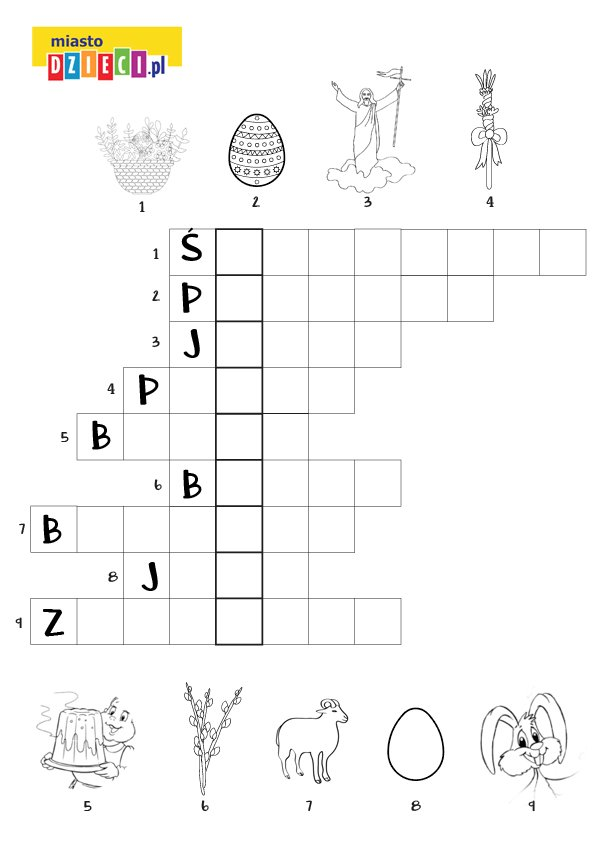 miasto
DZIECI.pl
1
2
3
4
1 Ś
2 P
3 J
4 P
5 B
6 B
7 B
8 J
9 Z
5
6
7
8
9